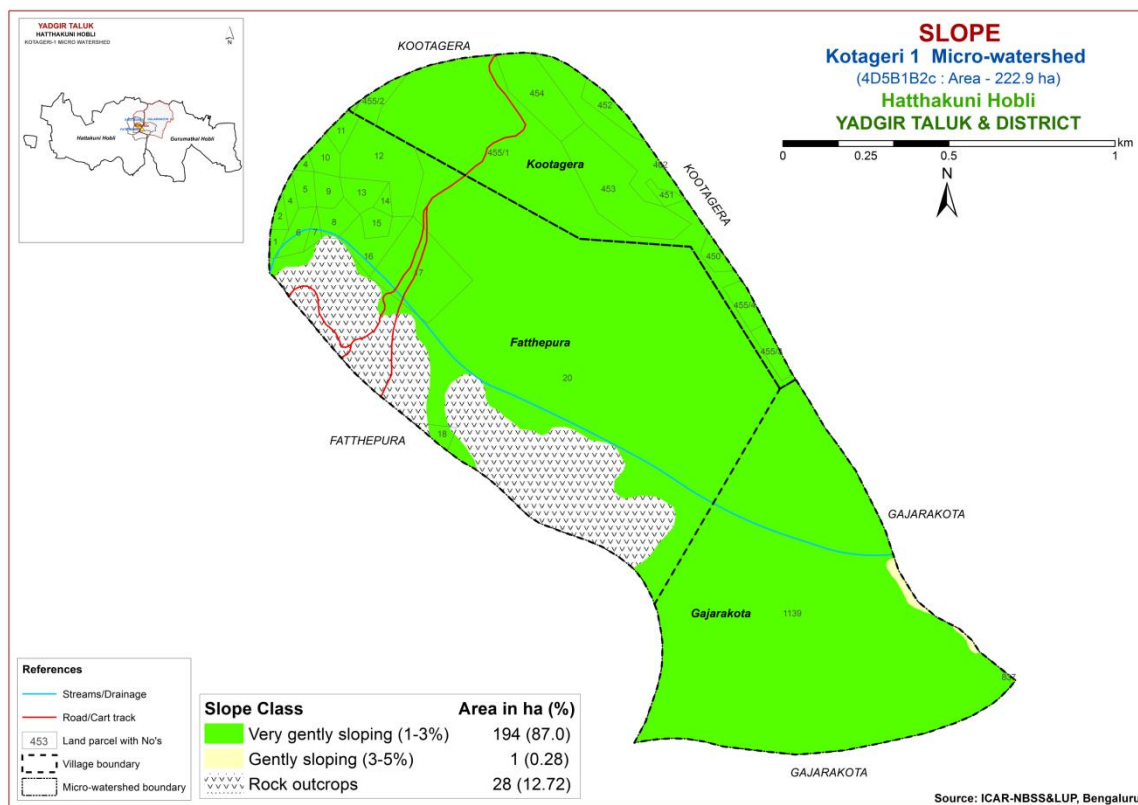 YADGIR TALUK
HATTHAKUNI HOBLI
KOTAGERI-1 MICRO WATERSHED
N
Hattakuni Hobli
Gurumatkal Hobli
SLOPE
Kotageri 1 Micro-watershed
(4D5B1B2c : Area - 222.9 ha)
Hatthakuni Hobli
YADGIR TALUK & DISTRICT
km
0 0.25 0.5 1
N
KOOTAGERA
KOOTAGERA
455/2
454
452
11
12
10
455/1
Kootagera
452
453
451
4
5
9
13
4
14
2
8
15
6
7
1
16
17
450
455/4
Fatthepura
455/3
20
18
FATTHEPURA
GAJARAKOTA
Gajarakota
1139
837
GAJARAKOTA
References
Streams/Drainage
Road/Cart track
453 Land parcel with No's
Village boundary
Micro-watershed boundary
Slope Class Area in ha (%)
Very gently sloping (1-3%) 194 (87.0)
Gently sloping (3-5%) 1 (0.28)
Rock outcrops 28 (12.72)
Source: ICAR-NBSS&LUP, Bengaluru